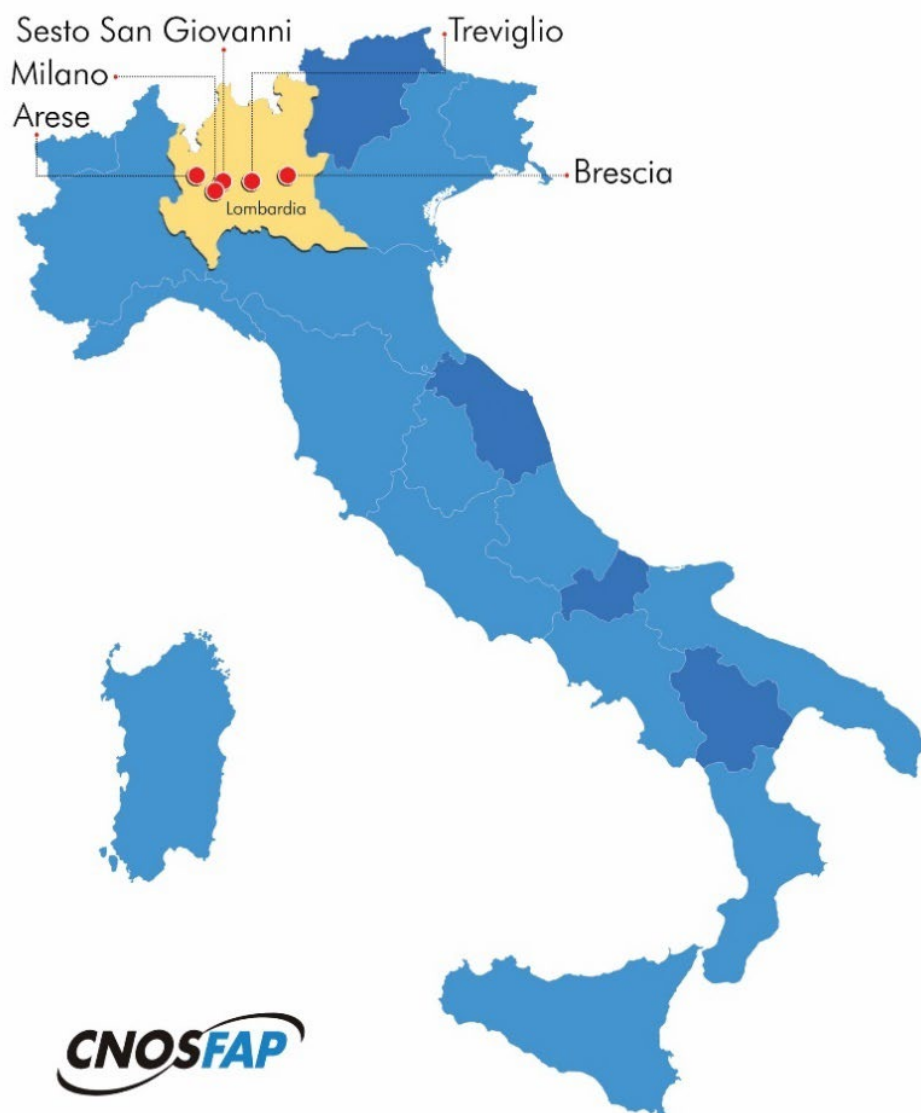 Sesto San Giovanni
Treviglio
Milano
Arese
Brescia
Lombardia
CNOSFAP